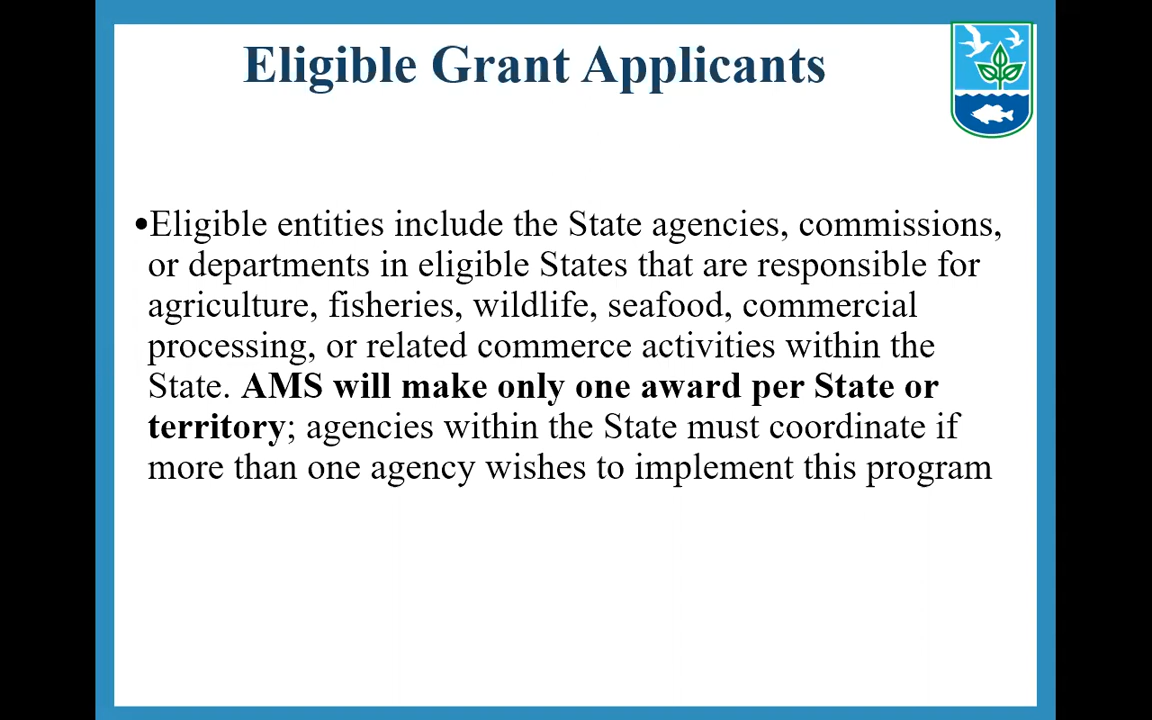 Eligible Grant Applicants
•Eligible entities include the State agencies, commissions,
or departments in eligible States that are responsible for
agriculture, fisheries, wildlife, seafood, commercial
processing, or related commerce activities within the
State. AMS will make only one award per State or
territory; agencies within the State must coordinate if
more than one agency wishes to implement this program